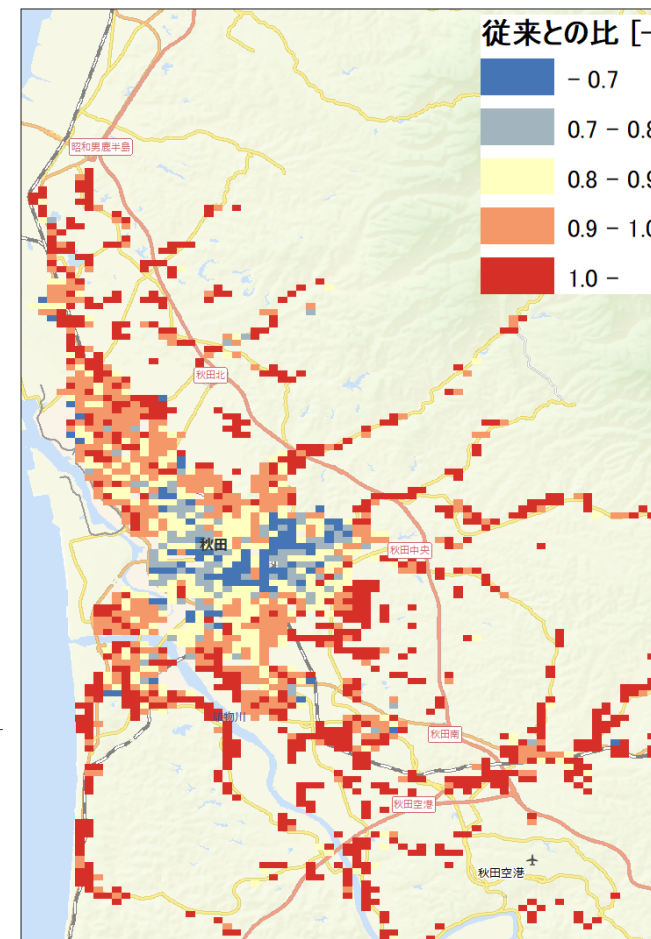 従来との比 [-
- 0.7
0.7 - 0.8
0.8 - 0.9
0.9 - 1.0
1.0 -
昭和男鹿半島
秋田北
秋田
秋田中央
秋田南
秋田空港
秋田空港